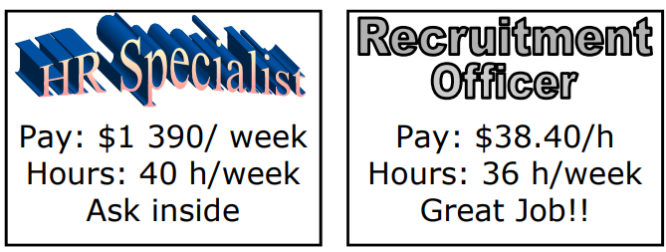 HR Specialist
Pay: $1 390/ week
Hours: 40 h/week
Ask inside
Recruitment
Officer
Pay: $38.40/h
Hours: 36 h/week
Great Job!!